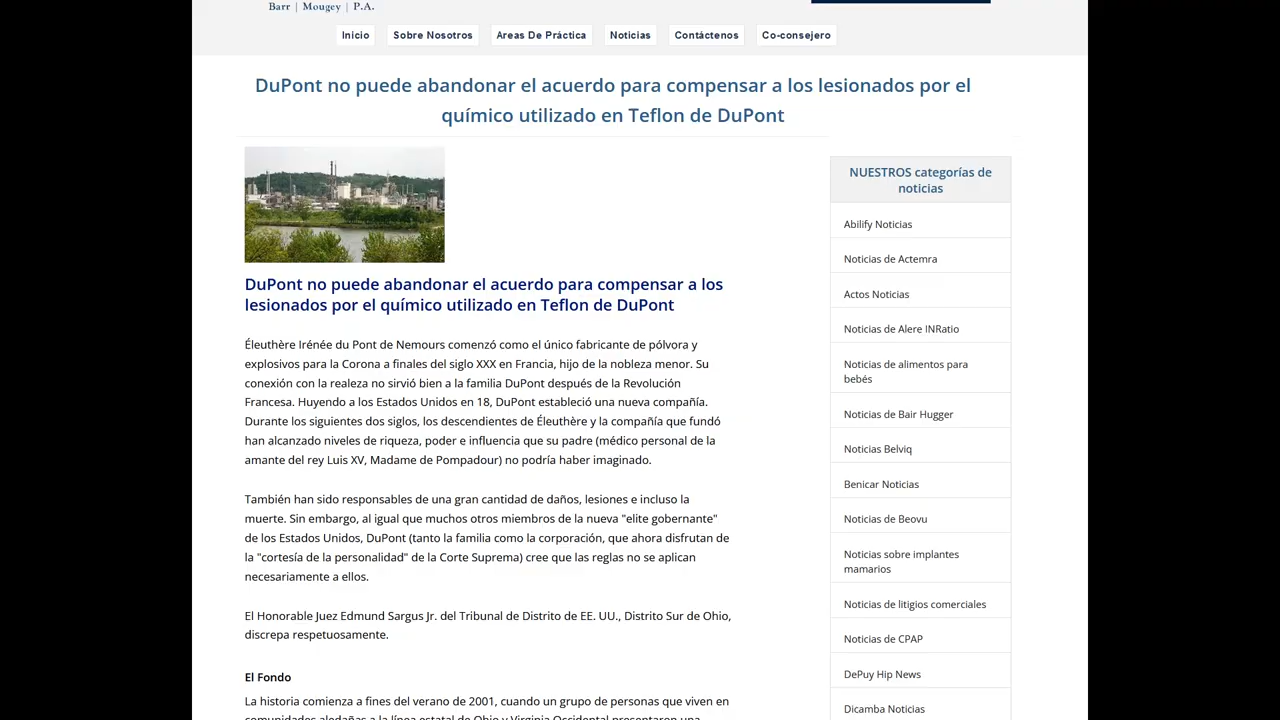 Barr | Mougey | P.A.
Inicio
Sobre Nosotros
Areas De Práctica
Noticias
Contáctenos
Co-consejero
DuPont no puede abandonar el acuerdo para compensar a los lesionados por el
químico utilizado en Teflon de DuPont
DuPont no puede abandonar el acuerdo para compensar a los
lesionados por el químico utilizado en Teflon de DuPont
Éleuthère Irénée du Pont de Nemours comenzó como el único fabricante de pólvora y
explosivos para la Corona a finales del siglo XXX en Francia, hijo de la nobleza menor. Su
conexión con la realeza no sirvió bien a la familia DuPont después de la Revolución
Francesa. Huyendo a los Estados Unidos en 18, DuPont estableció una nueva compañía.
Durante los siguientes dos siglos, los descendientes de Éleuthère y la compañía que fundó
han alcanzado niveles de riqueza, poder e influencia que su padre (médico personal de la
amante del rey Luis XV, Madame de Pompadour) no podría haber imaginado.
También han sido responsables de una gran cantidad de daños, lesiones e incluso la
muerte. Sin embargo, al igual que muchos otros miembros de la nueva "elite gobernante"
de los Estados Unidos, DuPont (tanto la familia como la corporación, que ahora disfrutan de
la "cortesía de la personalidad" de la Corte Suprema) cree que las reglas no se aplican
necesariamente a ellos.
El Honorable Juez Edmund Sargus Jr. del Tribunal de Distrito de EE. UU., Distrito Sur de Ohio,
discrepa respetuosamente.
El Fondo
La historia comienza a fines del verano de 2001, cuando un grupo de personas que viven en
comunidades aledañas a la línea estatal de Ohio y Virginia Occidental presentaron una
NUESTROS categorías de
noticias
Abilify Noticias
Noticias de Actemra
Actos Noticias
Noticias de Alere INRatio
Noticias de alimentos para
bebés
Noticias de Bair Hugger
Noticias Belviq
Benicar Noticias
Noticias de Beovu
Noticias sobre implantes
mamarios
Noticias de litigios comerciales
Noticias de CPAP
DePuy Hip News
Dicamba Noticias